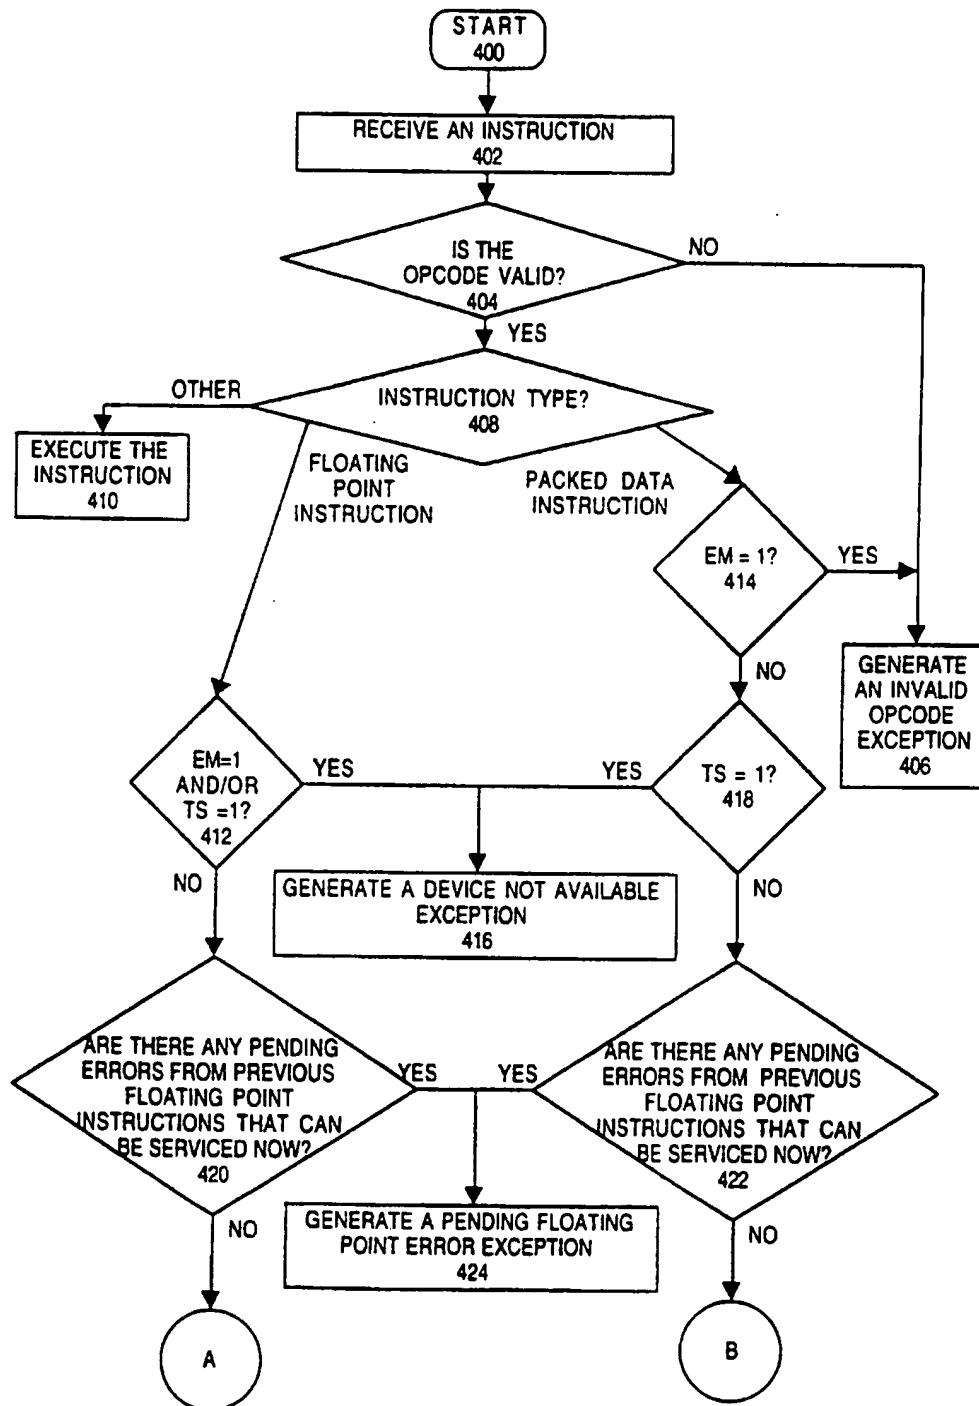 START
400
RECEIVE AN INSTRUCTION
402
IS THE
OPCODE VALID?
404
NO
YES
INSTRUCTION TYPE?
408
OTHER
EXECUTE THE
INSTRUCTION
410
FLOATING
POINT
INSTRUCTION
PACKED DATA
INSTRUCTION
EM = 1?
414
YES
NO
GENERATE
AN INVALID
OPCODE
EXCEPTION
406
EM=1
AND/OR
TS =1?
412
YES
YES
TS = 1?
418
NO
GENERATE A DEVICE NOT AVAILABLE
EXCEPTION
416
NO
ARE THERE ANY PENDING
ERRORS FROM PREVIOUS
FLOATING POINT
INSTRUCTIONS THAT CAN
BE SERVICED NOW?
420
YES
YES
ARE THERE ANY PENDING
ERRORS FROM PREVIOUS
FLOATING POINT
INSTRUCTIONS THAT CAN
BE SERVICED NOW?
422
NO
GENERATE A PENDING FLOATING
POINT ERROR EXCEPTION
424
NO
A
B